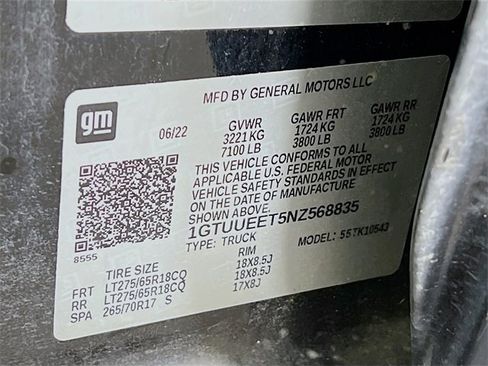 MFD BY GENERAL MOTORS LLC
gm
06/22
GVWR GAWR FRT GAWR RR
3221 KG 1724 KG 1724 KG
7100 LB 3800 LB 3800 LB
THIS VEHICLE CONFORMS TO ALL
APPLICABLE U.S. FEDERAL MOTOR
VEHICLE SAFETY STANDARDS IN EFFECT
ON THE DATE OF MANUFACTURE
8555
1GTUUEET5NZ568835
TYPE: TRUCK MODEL:
TIRE SIZE RIM
FRT LT275/65R18CQ 18X8.5J
RR LT275/65R18CQ 18X8.5J
SPA 265/70R17 S 17X8J